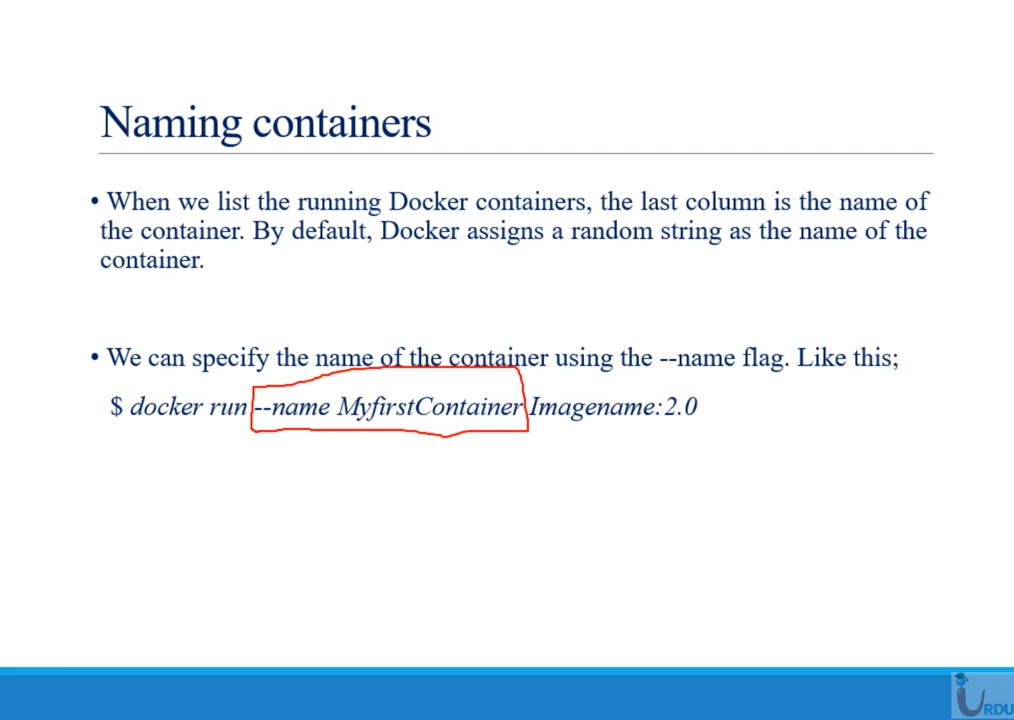 Naming containers
• When we list the running Docker containers, the last column is the name of
the container. By default, Docker assigns a random string as the name of the
container.
• We can specify the name of the container using the --name flag. Like this;
$ docker run --name MyfirstContainer Imagename:2.0
iURDU